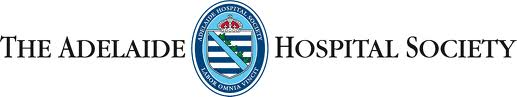 THE ADELAIDE HOSPITAL SOCIETY
ADELAIDE HOSPITAL SOCIETY
LABOR OMNIA VINCIT